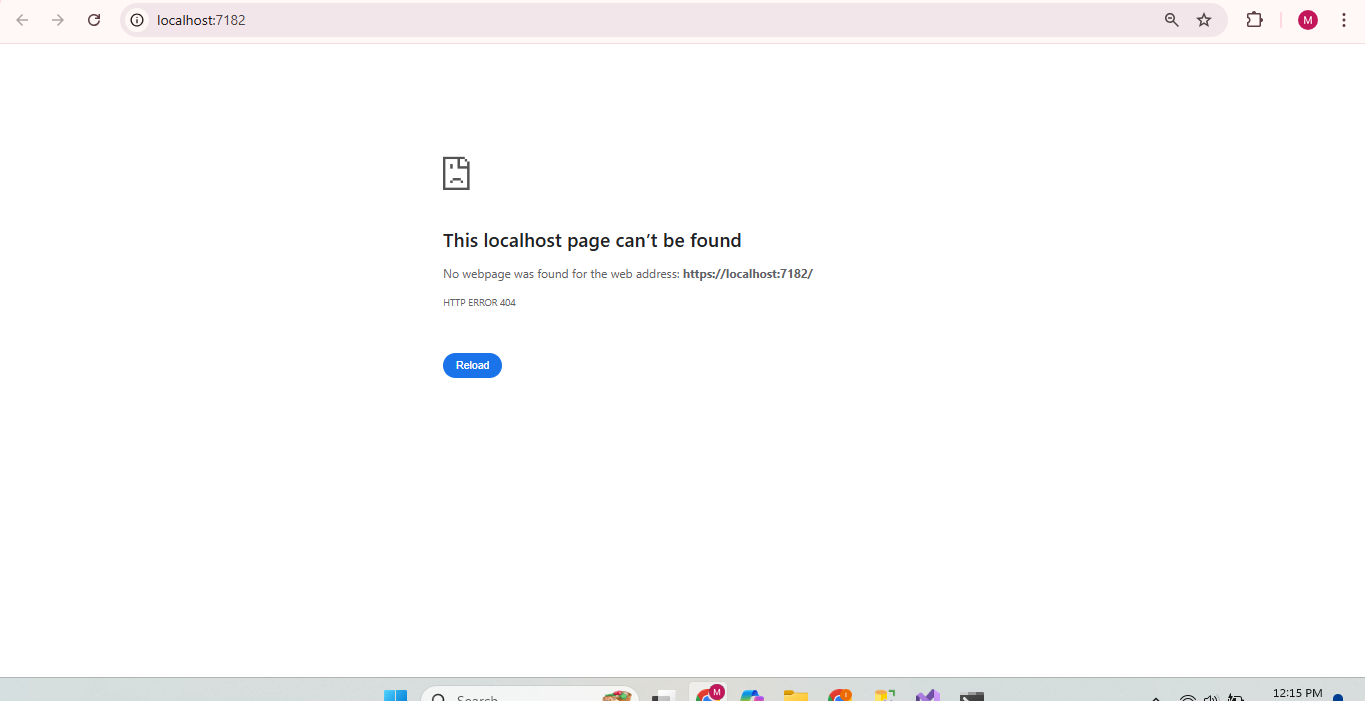 localhost:7182
M
This localhost page can’t be found
No webpage was found for the web address: https://localhost:7182/
HTTP ERROR 404
Reload
Search
M
12:15 PM